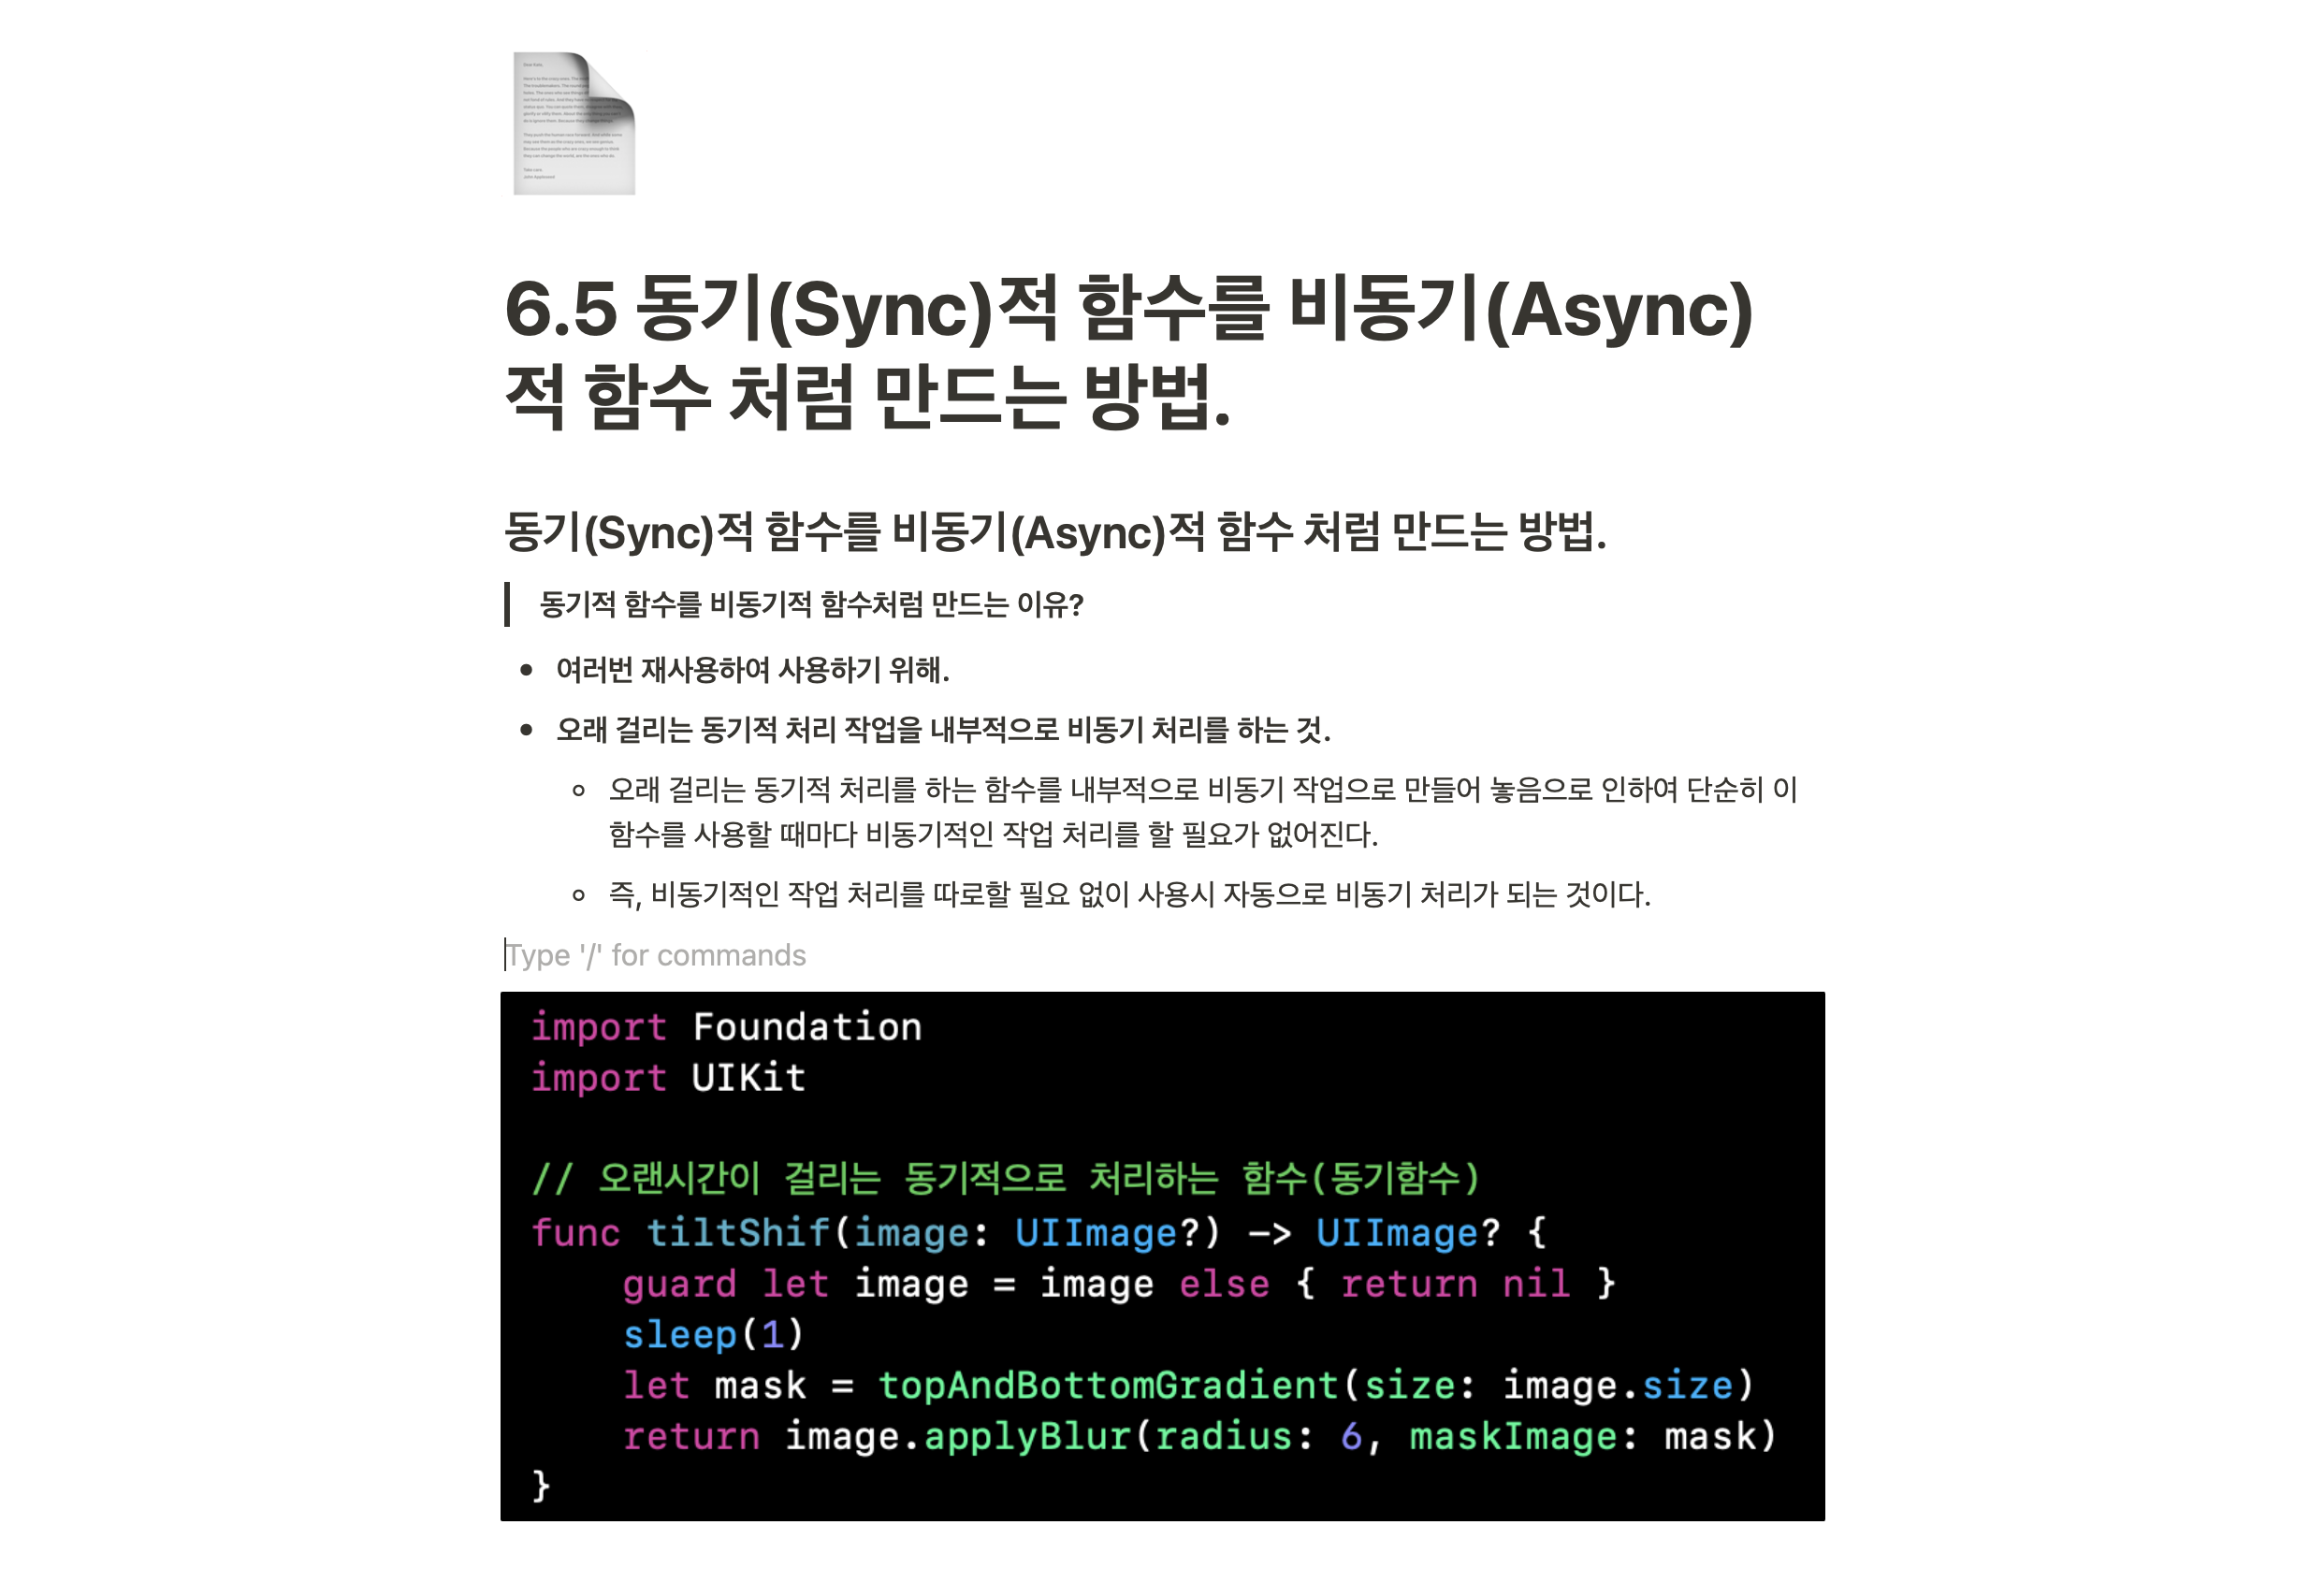 6.5 동기(Sync)적 함수를 비동기(Async)
적 함수 처럼 만드는 방법.
동기(Sync)적 함수를 비동기(Async)적 함수 처럼 만드는 방법.
동기적 함수를 비동기적 함수처럼 만드는 이유?
• 여러번 재사용하여 사용하기 위해.
• 오래 걸리는 동기적 처리 작업을 내부적으로 비동기 처리를 하는 것.
◦ 오래 걸리는 동기적 처리를 하는 함수를 내부적으로 비동기 작업으로 만들어 놓음으로 인하여 단순히 이
함수를 사용할 때마다 비동기적인 작업 처리를 할 필요가 없어진다.
◦ 즉, 비동기적인 작업 처리를 따로할 필요 없이 사용시 자동으로 비동기 처리가 되는 것이다.
Type '/' for commands
import Foundation
import UIKit
// 오랜시간이 걸리는 동기적으로 처리하는 함수(동기함수)
func tiltShif(image: UIImage?) -> UIImage? {
    guard let image = image else { return nil }
    sleep(1)
    let mask = topAndBottomGradient(size: image.size)
    return image.applyBlur(radius: 6, maskImage: mask)
}